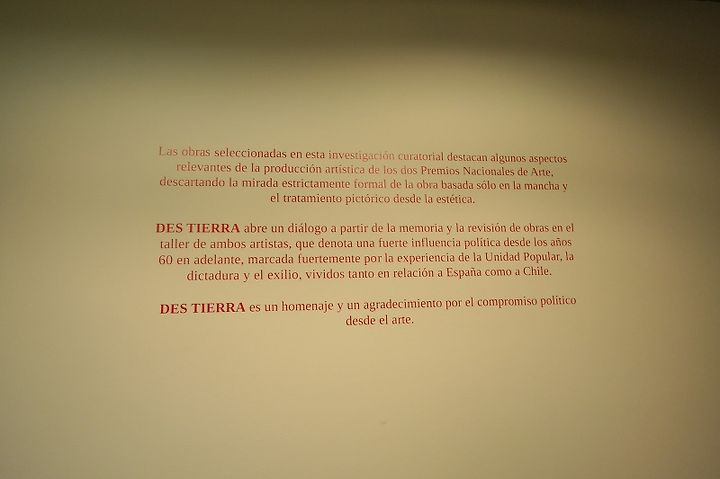 Las obras seleccionadas en esta investigación curatorial destacan algunos aspectos
relevantes de la producción artística de los dos Premios Nacionales de Arte,
descartando la mirada estrictamente formal de la obra basada sólo en la mancha y
el tratamiento pictórico desde la estética.
DES TIERRA abre un diálogo a partir de la memoria y la revisión de obras en el
taller de ambos artistas, que denota una fuerte influencia política desde los años
60 en adelante, marcada fuertemente por la experiencia de la Unidad Popular, la
dictadura y el exilio, vividos tanto en relación a España como a Chile.
DES TIERRA es un homenaje y un agradecimiento por el compromiso político
desde el arte.